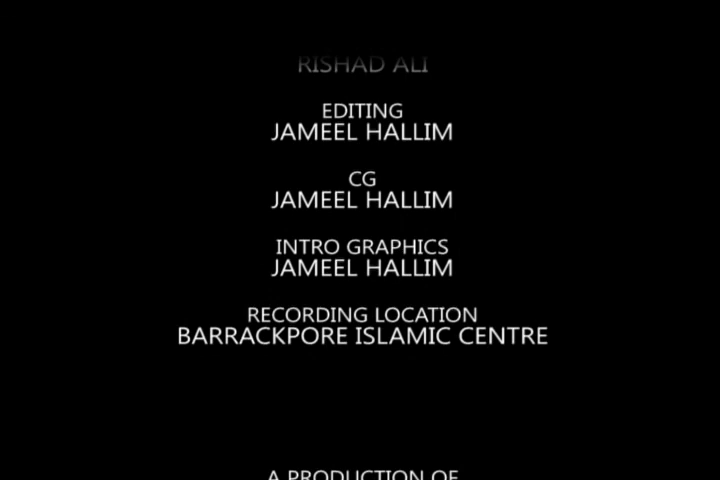 RISHAD ALI
EDITING
JAMEEL HALLIM
CG
JAMEEL HALLIM
INTRO GRAPHICS
JAMEEL HALLIM
RECORDING LOCATION
BARRACKPORE ISLAMIC CENTRE
A PRODUCTION OF